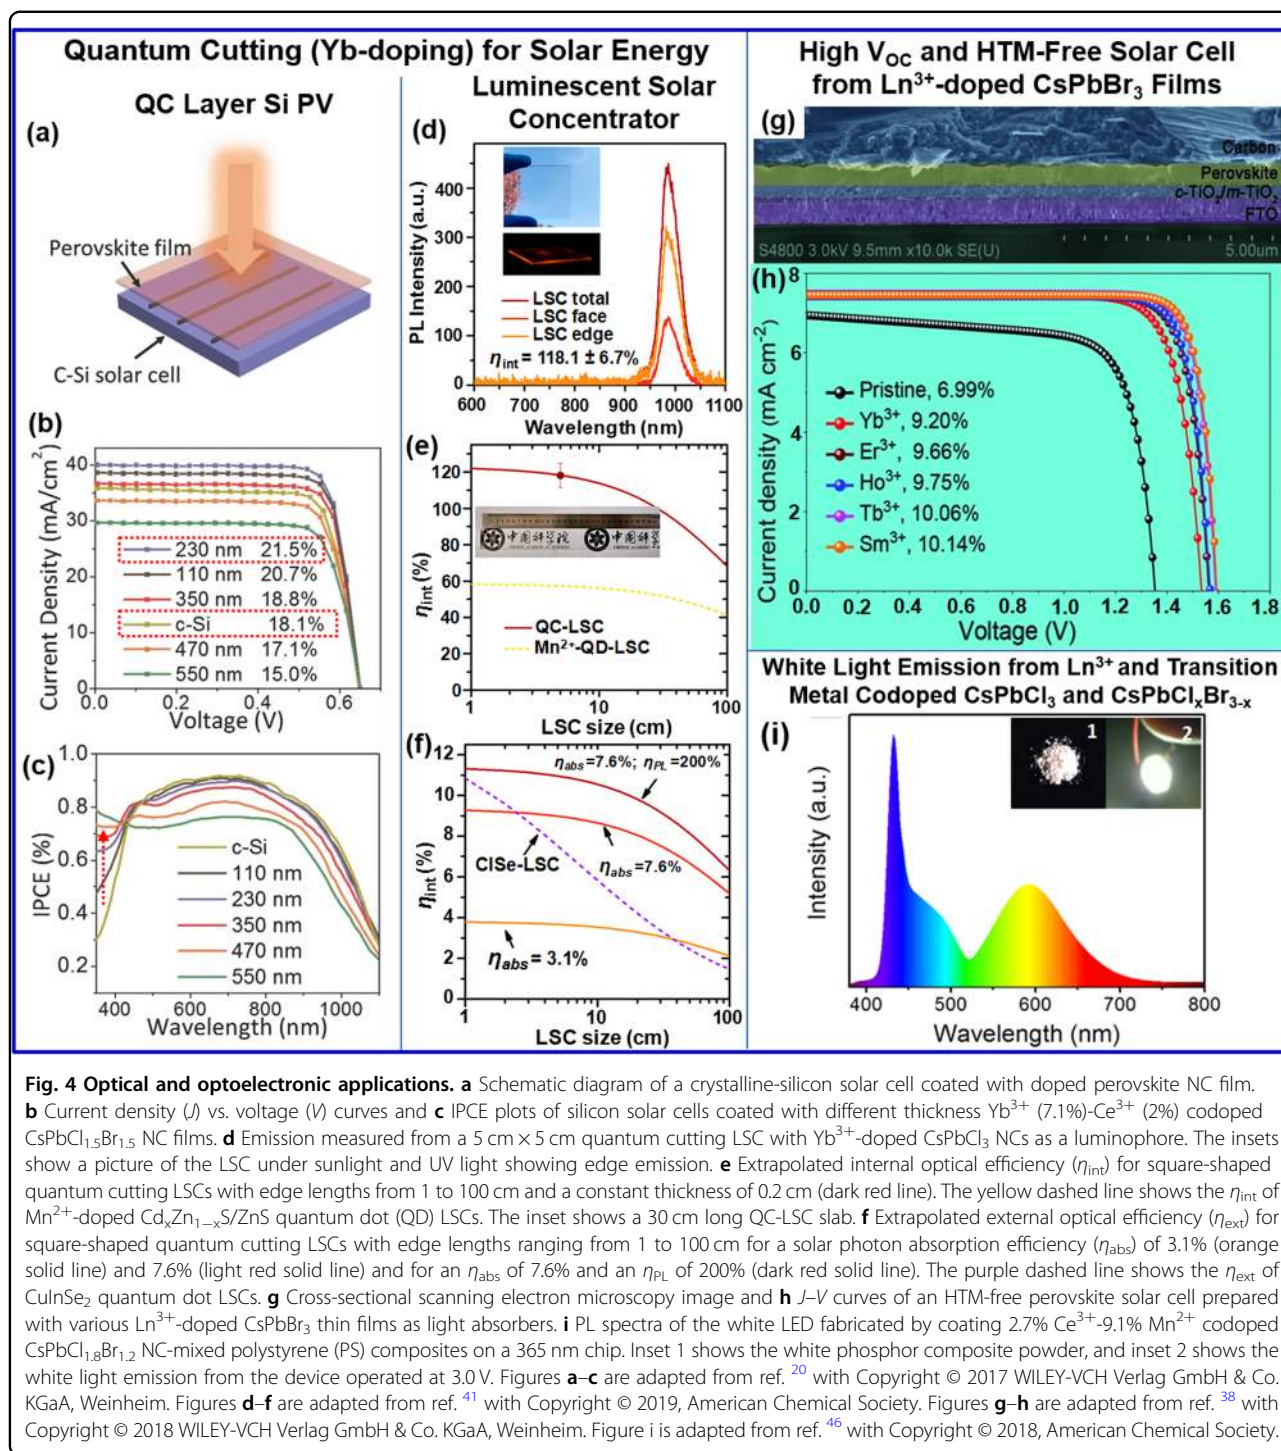 Quantum Cutting (Yb-doping) for Solar Energy
QC Layer Si PV
(a)
Perovskite film
C-Si solar cell
(b)
Current Density (mA/cm²)
40
30
20
10
0
230 nm 21.5%
110 nm 20.7%
350 nm 18.8%
c-Si 18.1%
470 nm 17.1%
550 nm 15.0%
0.0 0.2 0.4 0.6
Voltage (V)
(c)
IPCE (%)
1.0
0.8
0.6
0.4
0.2
c-Si
110 nm
230 nm
350 nm
470 nm
550 nm
400 600 800 1000
Wavelength (nm)
Luminescent Solar
Concentrator
(d)
PL Intensity (a.u.)
400
300
200
100
0
LSC total
LSC face
LSC edge
η_int = 118.1 ± 6.7%
600 700 800 900 1000 1100
Wavelength (nm)
(e)
η_int (%)
120
100
80
60
40
20
0
中国科学院
中国科
QC-LSC
Mn²⁺-QD-LSC
1 10 100
LSC size (cm)
(f)
η_int (%)
12
10
8
6
4
2
0
η_abs=7.6%; η_PL=200%
CISe-LSC
η_abs=7.6%
η_abs = 3.1%
1 10 100
LSC size (cm)
High V_OC and HTM-Free Solar Cell
from Ln³⁺-doped CsPbBr₃ Films
(g)
Carbon
Perovskite
c-TiO₂/m-TiO₂
FTO
S4800 3.0kV 9.5mm x10.0k SE(U) 5.00um
(h)
Current density (mA cm⁻²)
8
6
4
2
0
Pristine, 6.99%
Yb³⁺, 9.20%
Er³⁺, 9.66%
Ho³⁺, 9.75%
Tb³⁺, 10.06%
Sm³⁺, 10.14%
0.0 0.2 0.4 0.6 0.8 1.0 1.2 1.4 1.6 1.8
Voltage (V)
White Light Emission from Ln³⁺ and Transition
Metal Codoped CsPbCl₃ and CsPbClₓBr₃₋ₓ
(i)
1
2
Intensity (a.u.)
400 500 600 700 800
Wavelength (nm)
Fig. 4 Optical and optoelectronic applications. a Schematic diagram of a crystalline-silicon solar cell coated with doped perovskite NC film.
b Current density (J) vs. voltage (V) curves and c IPCE plots of silicon solar cells coated with different thickness Yb³⁺ (7.1%)-Ce³⁺ (2%) codoped
CsPbCl₁.₅Br₁.₅ NC films. d Emission measured from a 5 cm × 5 cm quantum cutting LSC with Yb³⁺-doped CsPbCl₃ NCs as a luminophore. The insets
show a picture of the LSC under sunlight and UV light showing edge emission. e Extrapolated internal optical efficiency (η_int) for square-shaped
quantum cutting LSCs with edge lengths from 1 to 100 cm and a constant thickness of 0.2 cm (dark red line). The yellow dashed line shows the η_int of
Mn²⁺-doped CdₓZn₁₋ₓS/ZnS quantum dot (QD) LSCs. The inset shows a 30 cm long QC-LSC slab. f Extrapolated external optical efficiency (η_ext) for
square-shaped quantum cutting LSCs with edge lengths ranging from 1 to 100 cm for a solar photon absorption efficiency (η_abs) of 3.1% (orange
solid line) and 7.6% (light red solid line) and for an η_abs of 7.6% and an η_PL of 200% (dark red solid line). The purple dashed line shows the η_ext of
CuInSe₂ quantum dot LSCs. g Cross-sectional scanning electron microscopy image and h J–V curves of an HTM-free perovskite solar cell prepared
with various Ln³⁺-doped CsPbBr₃ thin films as light absorbers. i PL spectra of the white LED fabricated by coating 2.7% Ce³⁺-9.1% Mn²⁺ codoped
CsPbCl₁.₈Br₁.₂ NC-mixed polystyrene (PS) composites on a 365 nm chip. Inset 1 shows the white phosphor composite powder, and inset 2 shows the
white light emission from the device operated at 3.0 V. Figures a–c are adapted from ref. ²⁰ with Copyright © 2017 WILEY-VCH Verlag GmbH & Co.
KGaA, Weinheim. Figures d–f are adapted from ref. ⁴¹ with Copyright © 2019, American Chemical Society. Figures g–h are adapted from ref. ³⁸ with
Copyright © 2018 WILEY-VCH Verlag GmbH & Co. KGaA, Weinheim. Figure i is adapted from ref. ⁴⁶ with Copyright © 2018, American Chemical Society.